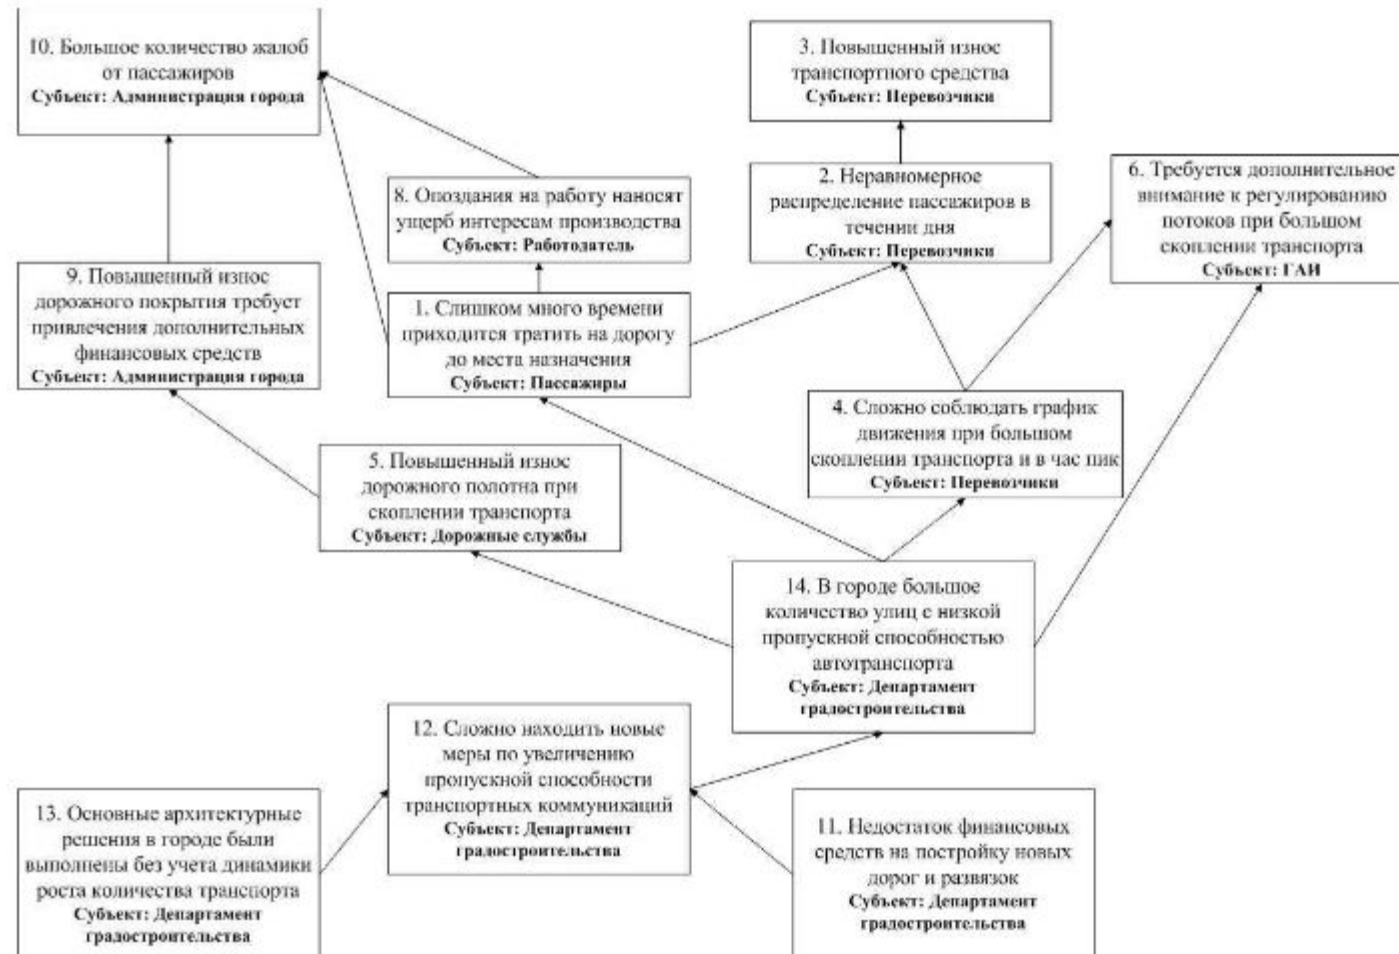 10. Большое количество жалоб
от пассажиров
Субъект: Администрация города
3. Повышенный износ
транспортного средства
Субъект: Перевозчики
8. Опоздания на работу наносят
ущерб интересам производства
Субъект: Работодатель
2. Неравномерное
распределение пассажиров в
течении дня
Субъект: Перевозчики
6. Требуется дополнительное
внимание к регулированию
потоков при большом
скоплении транспорта
Субъект: ГАИ
9. Повышенный износ
дорожного покрытия требует
привлечения дополнительных
финансовых средств
Субъект: Администрация города
1. Слишком много времени
приходится тратить на дорогу
до места назначения
Субъект: Пассажиры
4. Сложно соблюдать график
движения при большом
скоплении транспорта и в час пик
Субъект: Перевозчики
5. Повышенный износ
дорожного полотна при
скоплении транспорта
Субъект: Дорожные службы
14. В городе большое
количество улиц с низкой
пропускной способностью
автотранспорта
Субъект: Департамент
градостроительства
12. Сложно находить новые
меры по увеличению
пропускной способности
транспортных коммуникаций
Субъект: Департамент
градостроительства
13. Основные архитектурные
решения в городе были
выполнены без учета динамики
роста количества транспорта
Субъект: Департамент
градостроительства
11. Недостаток финансовых
средств на постройку новых
дорог и развязок
Субъект: Департамент
градостроительства